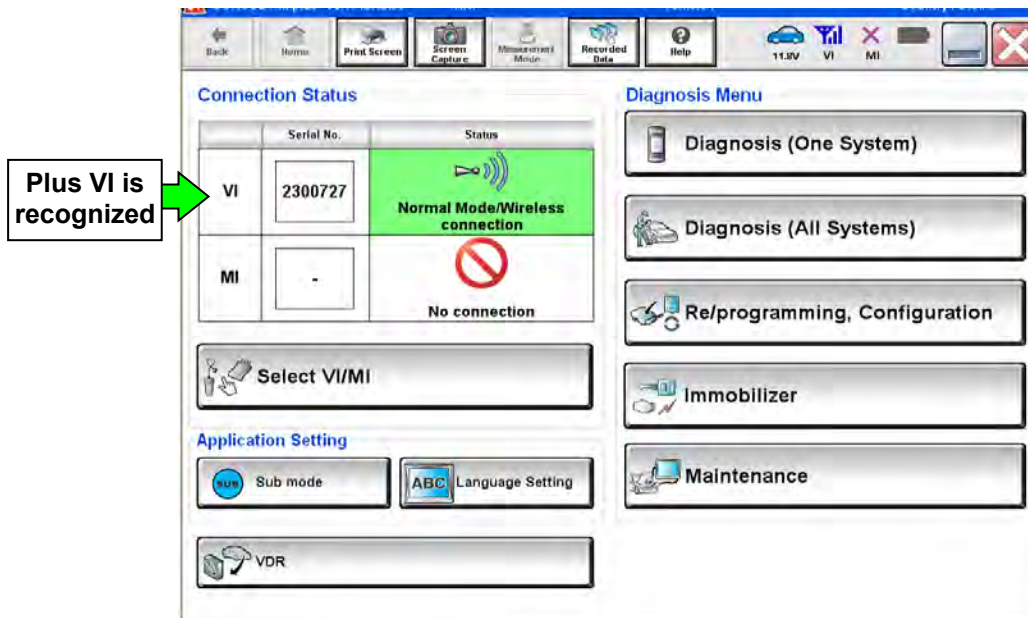 Back
Home
Print Screen
Screen Capture
Measurement Mode
Recorded Data
Help
11.8V
VI
MI
Connection Status
Serial No.
Status
Plus VI is
recognized
VI
2300727
Normal Mode/Wireless
connection
MI
-
No connection
Select VI/MI
Application Setting
SUB
Sub mode
ABC
Language Setting
VDR
Diagnosis Menu
Diagnosis (One System)
Diagnosis (All Systems)
Re/programming, Configuration
Immobilizer
Maintenance